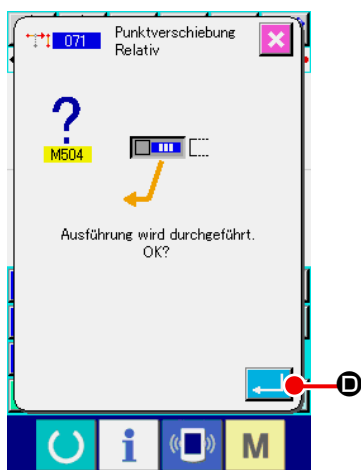 071 Punktverschiebung
Relativ
?
M504
Ausführung wird durchgeführt.
OK?
D
i
M